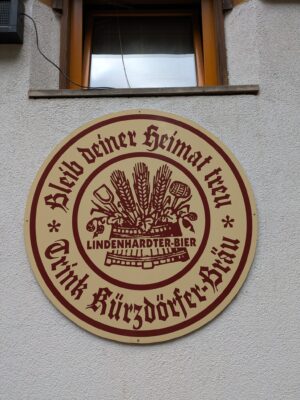 Bleib deiner Heimat treu
LINDENHARDTER-BIER
* Trink Kürzdörfer-Bräu *